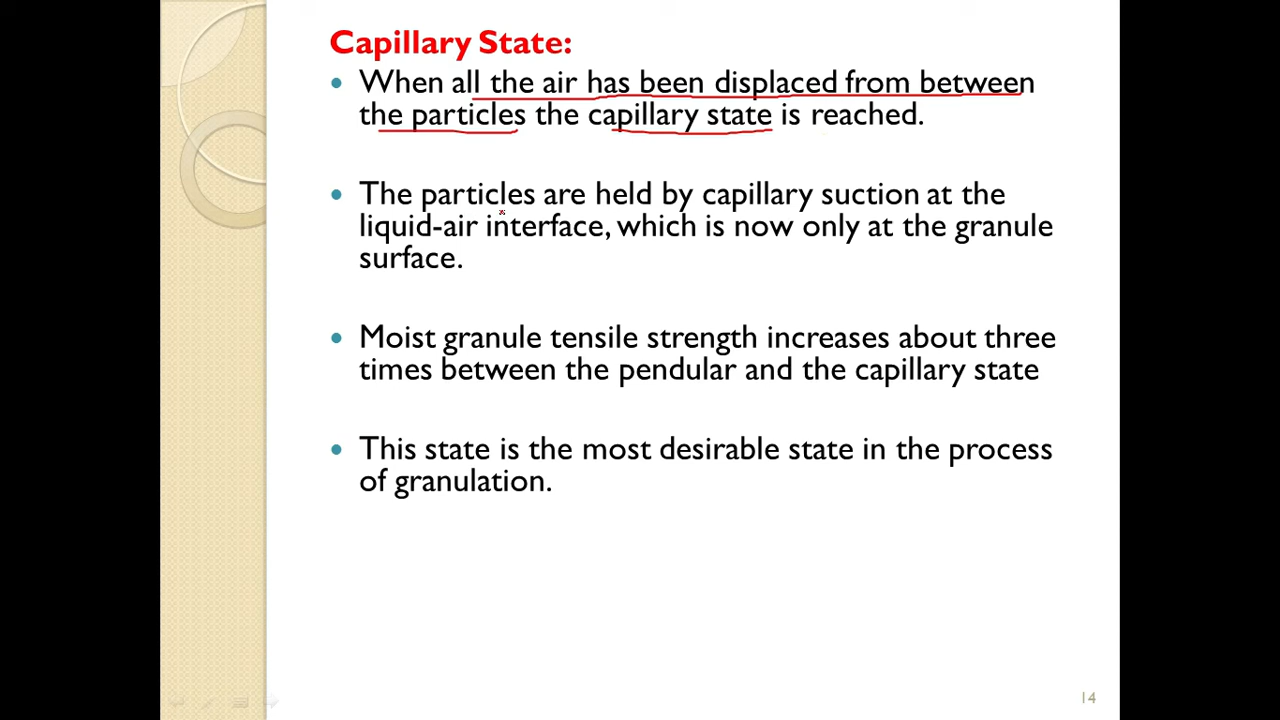 Capillary State:
• When all the air has been displaced from between
the particles the capillary state is reached.
• The particles are held by capillary suction at the
liquid-air interface, which is now only at the granule
surface.
• Moist granule tensile strength increases about three
times between the pendular and the capillary state
• This state is the most desirable state in the process
of granulation.
14